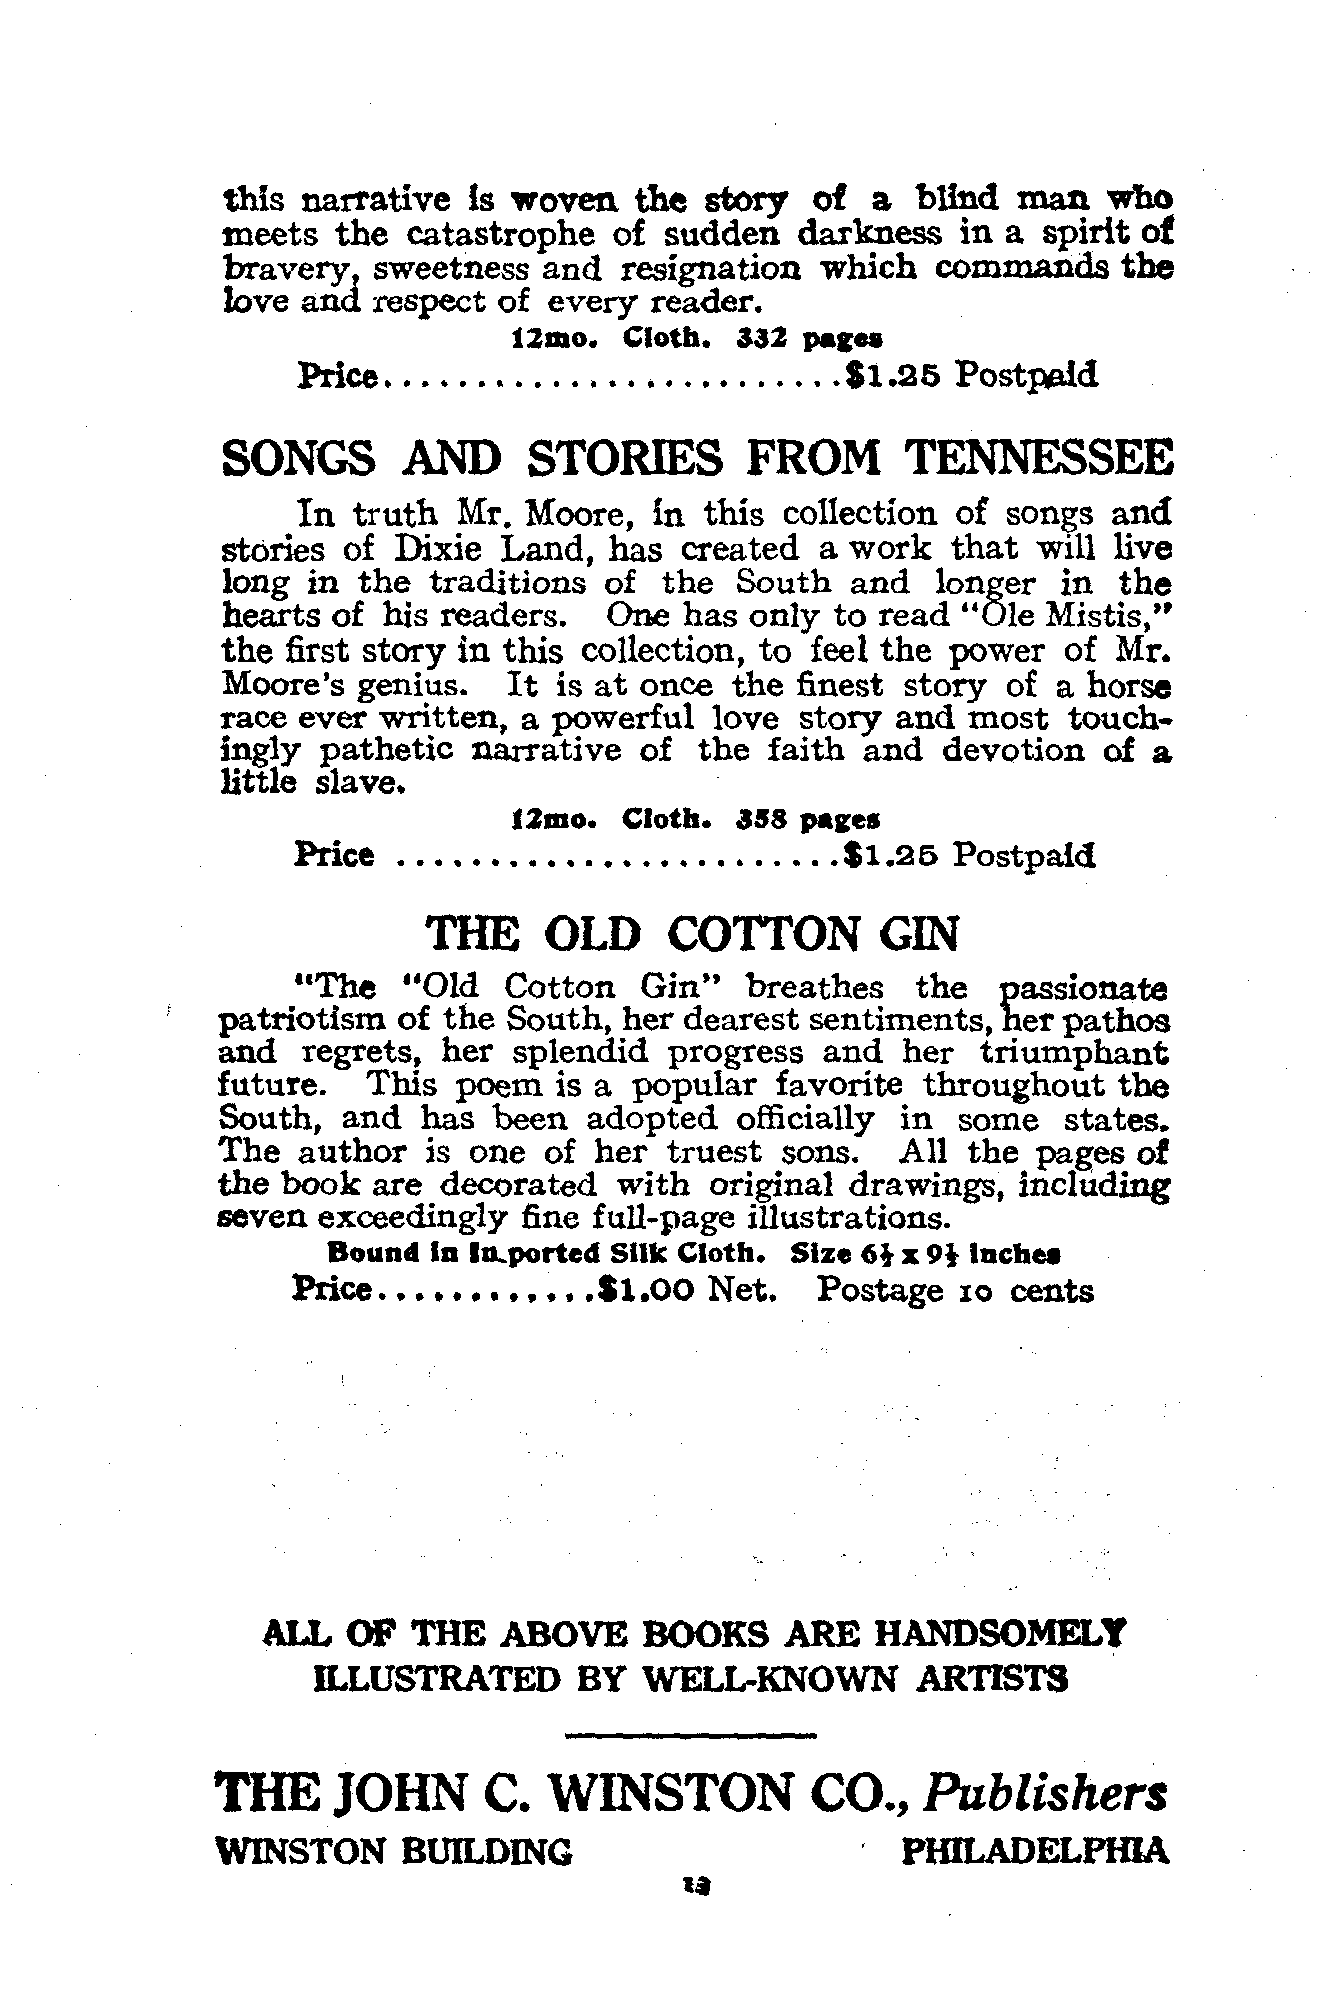 this narrative is woven the story of a blind man who
meets the catastrophe of sudden darkness in a spirit of
bravery, sweetness and resignation which commands the
love and respect of every reader.
12mo. Cloth. 332 pages
Price.........................$1.25 Postpaid
SONGS AND STORIES FROM TENNESSEE
In truth Mr. Moore, in this collection of songs and
stories of Dixie Land, has created a work that will live
long in the traditions of the South and longer in the
hearts of his readers. One has only to read “Ole Mistis,”
the first story in this collection, to feel the power of Mr.
Moore's genius. It is at once the finest story of a horse
race ever written, a powerful love story and most touch-
ingly pathetic narrative of the faith and devotion of a
little slave.
12mo. Cloth. 358 pages
Price ........................$1.25 Postpaid
THE OLD COTTON GIN
“The “Old Cotton Gin” breathes the passionate
patriotism of the South, her dearest sentiments, her pathos
and regrets, her splendid progress and her triumphant
future. This poem is a popular favorite throughout the
South, and has been adopted officially in some states.
The author is one of her truest sons. All the pages of
the book are decorated with original drawings, including
seven exceedingly fine full-page illustrations.
Bound in Imported Silk Cloth. Size 6½ x 9½ inches
Price............$1.00 Net. Postage 10 cents
ALL OF THE ABOVE BOOKS ARE HANDSOMELY
ILLUSTRATED BY WELL-KNOWN ARTISTS
THE JOHN C. WINSTON CO., Publishers
WINSTON BUILDING PHILADELPHIA